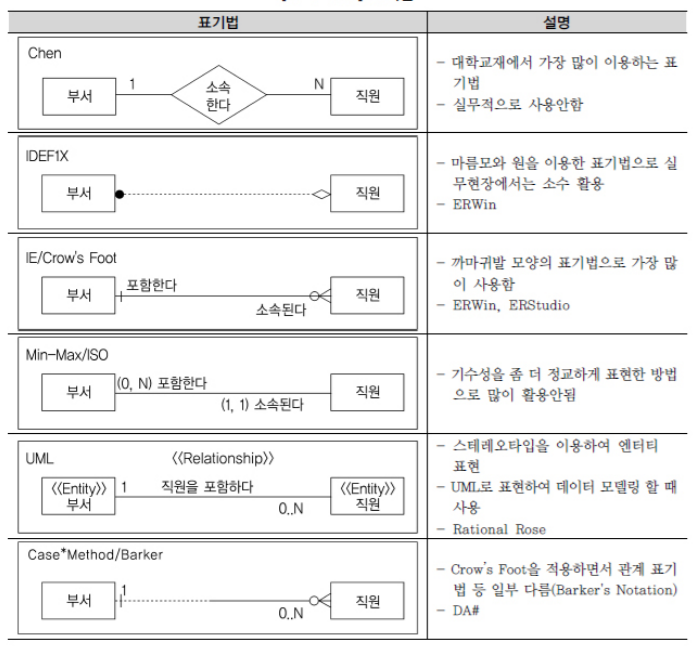 표기법 설명
Chen
부서 1 소속 N 직원
한다
- 대학교재에서 가장 많이 이용하는 표
기법
- 실무적으로 사용안함
IDEF1X
부서 직원
- 마름모와 원을 이용한 표기법으로 실
무현장에서는 소수 활용
- ERWin
IE/Crow's Foot
부서 포함한다 직원
소속된다
- 까마귀발 모양의 표기법으로 가장 많
이 사용함
- ERWin, ERStudio
Min-Max/ISO
부서 (0, N) 포함한다 직원
(1, 1) 소속된다
- 기수성을 좀 더 정교하게 표현한 방법
으로 많이 활용안됨
UML 〈〈Relationship〉〉
〈〈Entity〉〉 1 직원을 포함하다 〈〈Entity〉〉
부서 0..N 직원
- 스테레오타입을 이용하여 엔터티
표현
- UML로 표현하여 데이터 모델링 할 때
사용
- Rational Rose
Case*Method/Barker
부서 1 직원
0..N
- Crow's Foot을 적용하면서 관계 표기
법 등 일부 다름(Barker's Notation)
- DA#